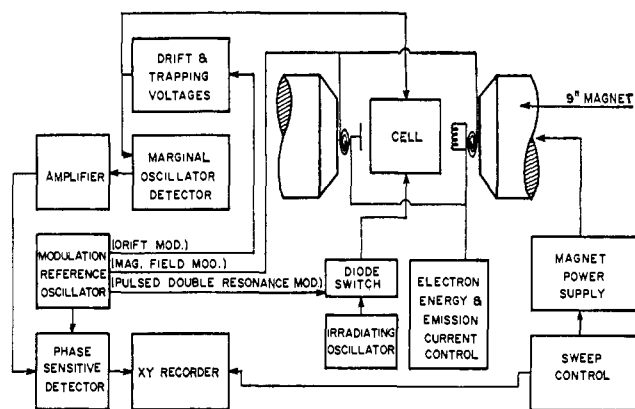 DRIFT &
TRAPPING
VOLTAGES
CELL
9" MAGNET
AMPLIFIER
MARGINAL
OSCILLATOR
DETECTOR
MODULATION
REFERENCE
OSCILLATOR
(DRIFT MOD.)
(MAG. FIELD MOD.)
(PULSED DOUBLE RESONANCE MOD.)
DIODE
SWITCH
ELECTRON
ENERGY &
EMISSION
CURRENT
CONTROL
MAGNET
POWER
SUPPLY
IRRADIATING
OSCILLATOR
PHASE
SENSITIVE
DETECTOR
XY RECORDER
SWEEP
CONTROL